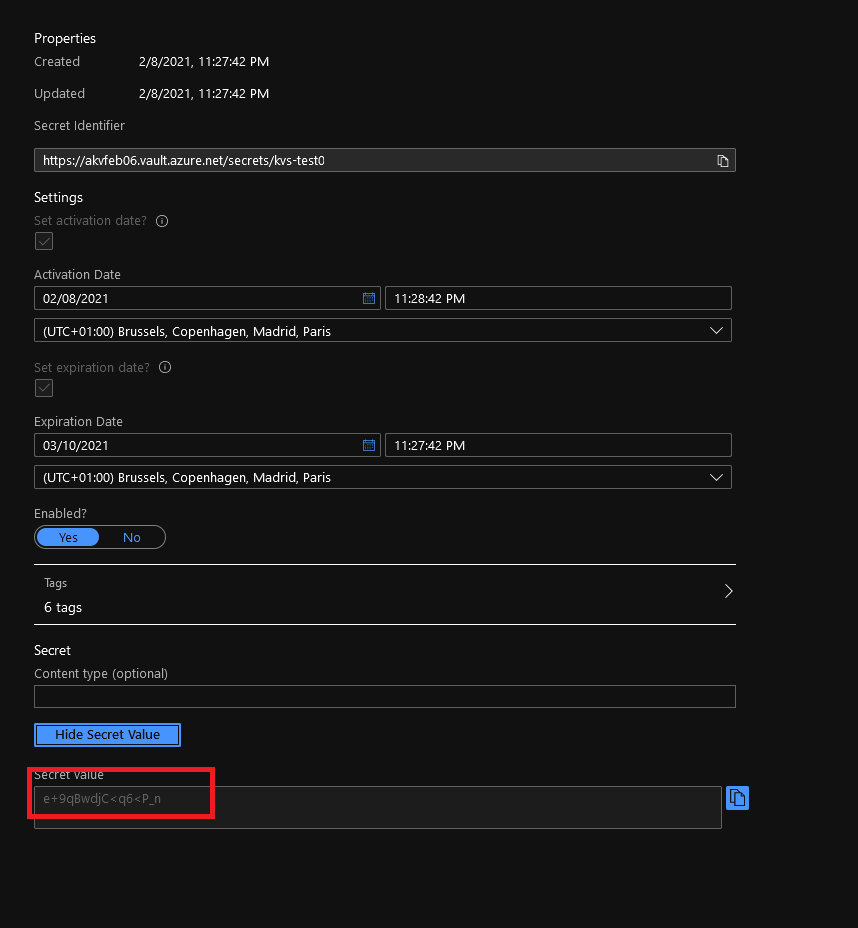 Properties
Created 2/8/2021, 11:27:42 PM
Updated 2/8/2021, 11:27:42 PM
Secret Identifier
https://akvfeb06.vault.azure.net/secrets/kvs-test0
Settings
Set activation date?
Activation Date
02/08/2021 11:28:42 PM
(UTC+01:00) Brussels, Copenhagen, Madrid, Paris
Set expiration date?
Expiration Date
03/10/2021 11:27:42 PM
(UTC+01:00) Brussels, Copenhagen, Madrid, Paris
Enabled?
Yes No
Tags
6 tags
Secret
Content type (optional)
Hide Secret Value
Secret value
e+9qBwdjC<q6<P_n